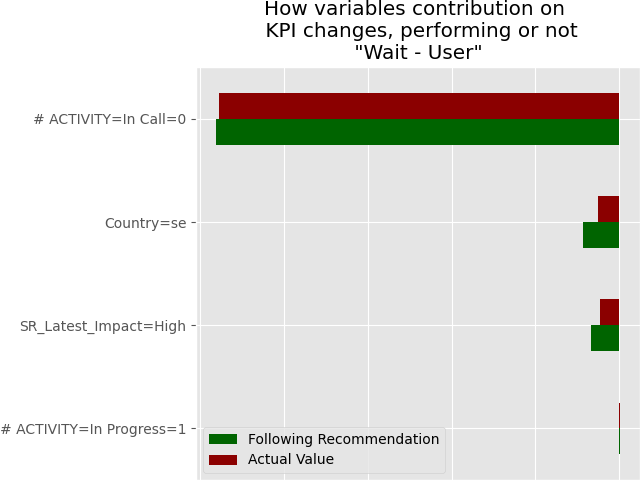 How variables contribution on
KPI changes, performing or not
"Wait - User"
# ACTIVITY=In Call=0
Country=se
SR_Latest_Impact=High
# ACTIVITY=In Progress=1
Following Recommendation
Actual Value